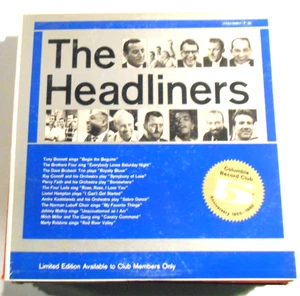 The
Headliners
Tony Bennett sings "Begin the Beguine"
The Brothers Four sing "Everybody Loves Saturday Night"
The Dave Brubeck Trio plays "Royalty Blues"
Ray Conniff and his Orchestra play "Symphony of Love"
Percy Faith and his Orchestra play "Somewhere"
The Four Lads sing "Rose, Rose, I Love You"
Lionel Hampton plays "I Can't Get Started"
Andre Kostelanetz and his Orchestra play "Sabre Dance"
The Norman Luboff Choir sings "My Favorite Things"
Johnny Mathis sings "Unaccustomed as I Am"
Mitch Miller and The Gang sing "Cavalry Command"
Marty Robbins sings "Red River Valley"
Columbia
Record Club
Anniversary
Limited Edition Available to Club Members Only